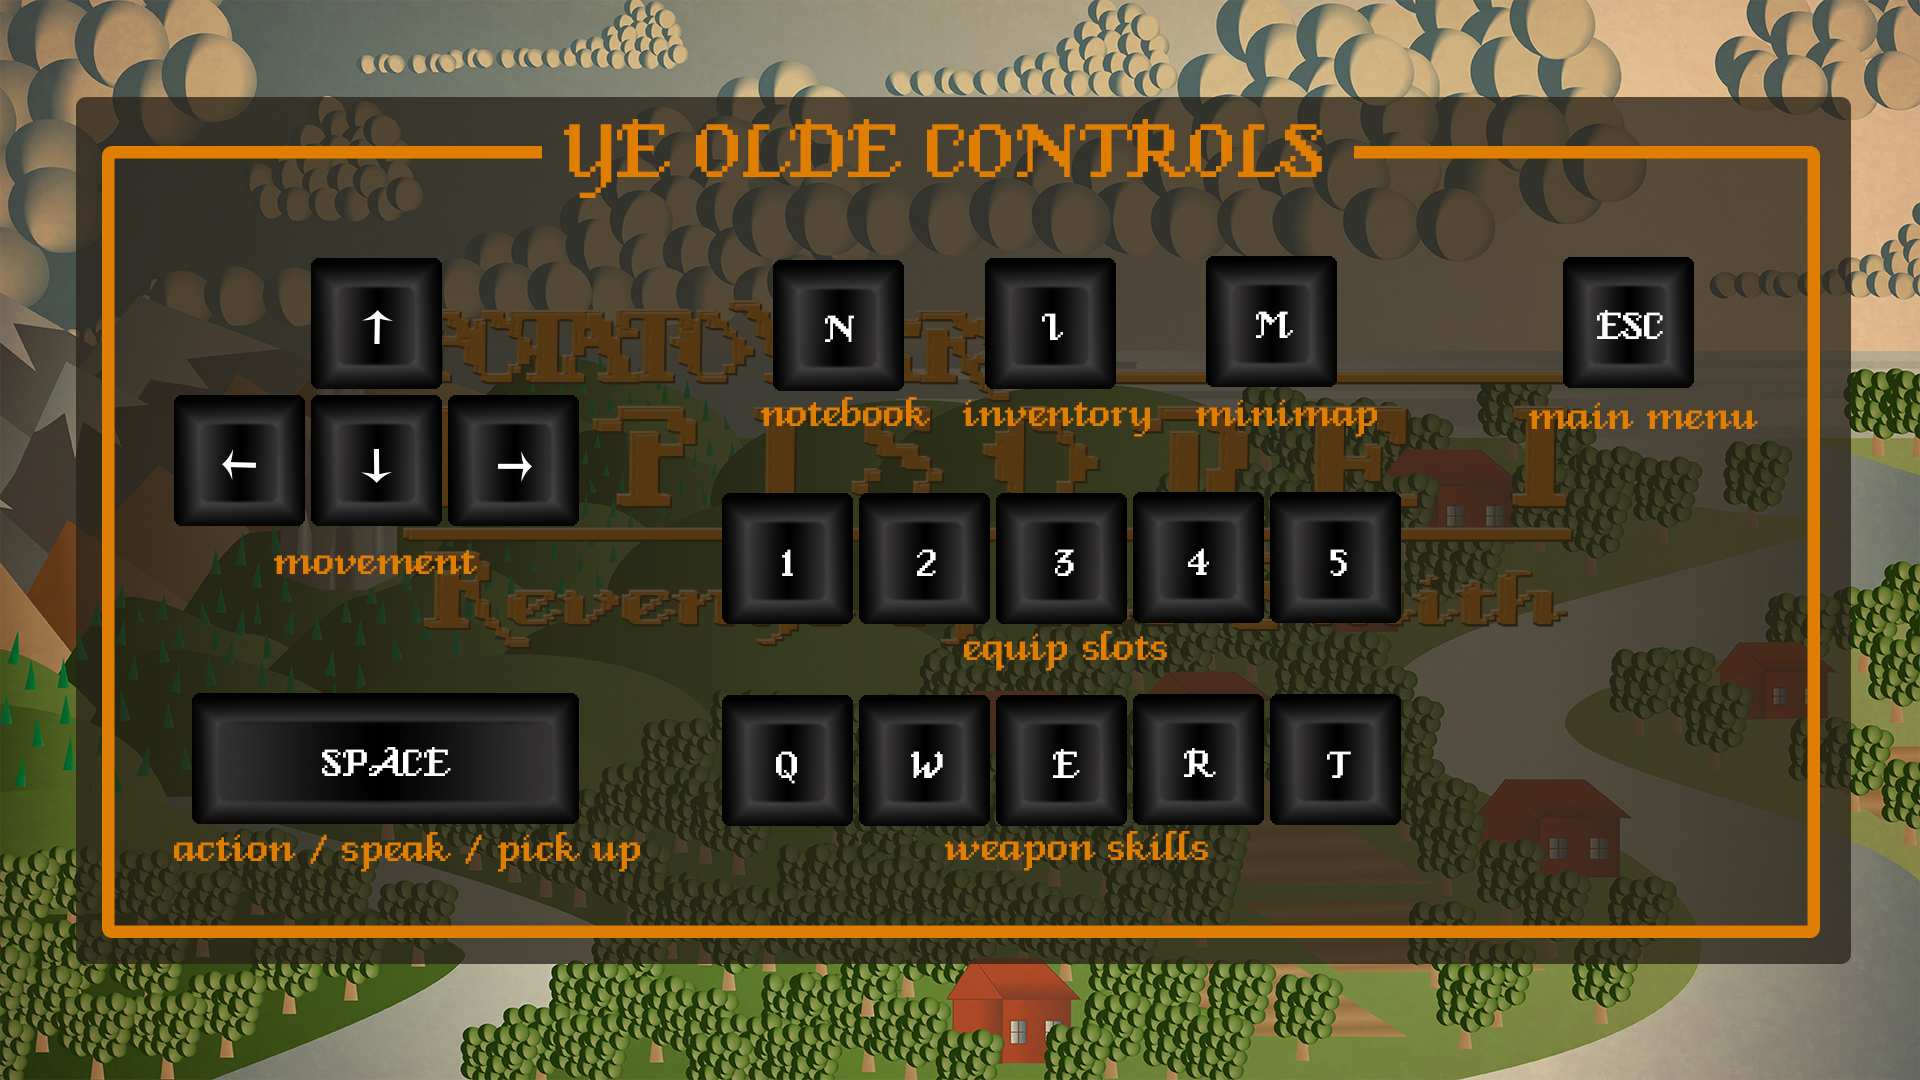 YE OLDE CONTROLS
↑
← ↓ →
movement
N I M ESC
notebook inventory minimap main menu
1 2 3 4 5
equip slots
SPACE
action / speak / pick up
Q W E R T
weapon skills